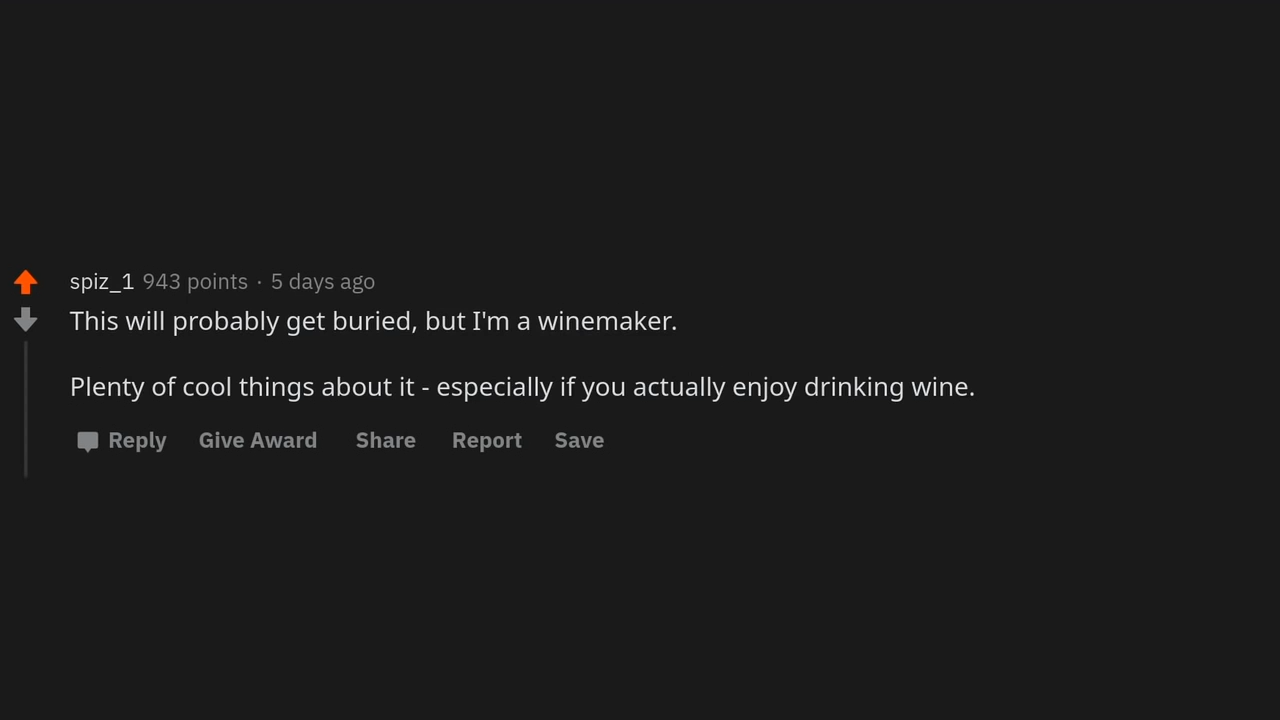 spiz_1 943 points · 5 days ago
This will probably get buried, but I'm a winemaker.
Plenty of cool things about it - especially if you actually enjoy drinking wine.
Reply Give Award Share Report Save